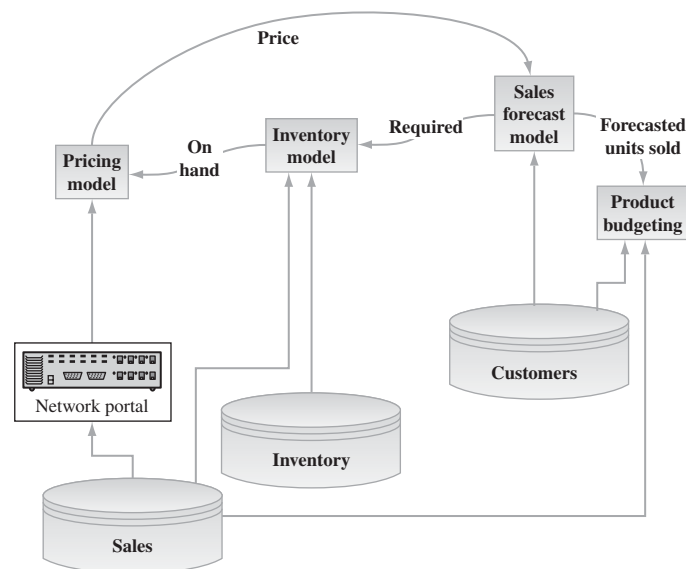 Price
Sales
forecast
model
Required
Forecasted
units sold
On
hand
Inventory
model
Pricing
model
Product
budgeting
Customers
Network portal
Inventory
Sales